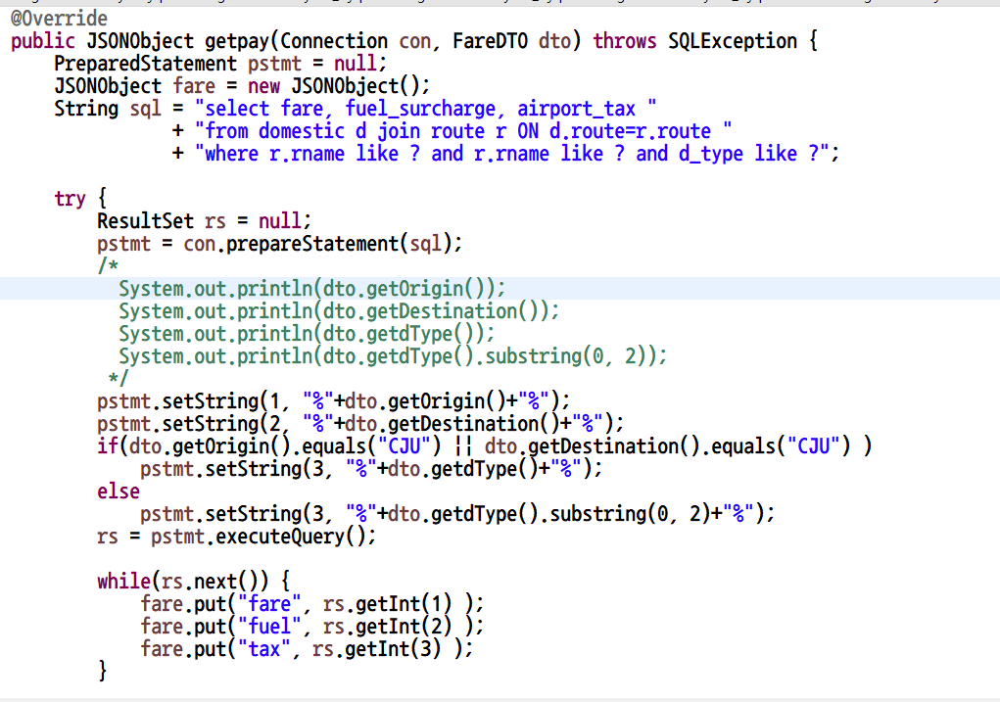 @Override
public JSONObject getpay(Connection con, FareDTO dto) throws SQLException {
    PreparedStatement pstmt = null;
    JSONObject fare = new JSONObject();
    String sql = "select fare, fuel_surcharge, airport_tax "
               + "from domestic d join route r ON d.route=r.route "
               + "where r.rname like ? and r.rname like ? and d_type like ?";
    try {
        ResultSet rs = null;
        pstmt = con.prepareStatement(sql);
        /*
          System.out.println(dto.getOrigin());
          System.out.println(dto.getDestination());
          System.out.println(dto.getdType());
          System.out.println(dto.getdType().substring(0, 2));
         */
        pstmt.setString(1, "%"+dto.getOrigin()+"%");
        pstmt.setString(2, "%"+dto.getDestination()+"%");
        if(dto.getOrigin().equals("CJU") || dto.getDestination().equals("CJU") )
            pstmt.setString(3, "%"+dto.getdType()+"%");
        else
            pstmt.setString(3, "%"+dto.getdType().substring(0, 2)+"%");
        rs = pstmt.executeQuery();
        while(rs.next()) {
            fare.put("fare", rs.getInt(1) );
            fare.put("fuel", rs.getInt(2) );
            fare.put("tax", rs.getInt(3) );
        }